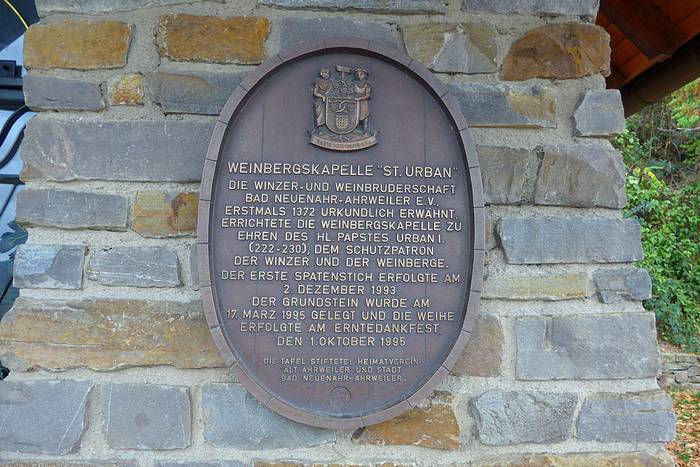 WEINBERGSKAPELLE "ST. URBAN"
DIE WINZER-UND WEINBRUDERSCHAFT
BAD NEUENAHR-AHRWEILER E.V.,
ERSTMALS 1372 URKUNDLICH ERWÄHNT,
ERRICHTETE DIE WEINBERGSKAPELLE ZU
EHREN DES HL. PAPSTES URBAN I.
(222-230), DEM SCHUTZPATRON
DER WINZER UND DER WEINBERGE.
DER ERSTE SPATENSTICH ERFOLGTE AM
2. DEZEMBER 1993.
DER GRUNDSTEIN WURDE AM
17. MÄRZ 1995 GELEGT UND DIE WEIHE
ERFOLGTE AM ERNTEDANKFEST,
DEN 1. OKTOBER 1995
DIE TAFEL STIFTETE: HEIMATVEREIN
ALT AHRWEILER UND STADT
BAD NEUENAHR-AHRWEILER.